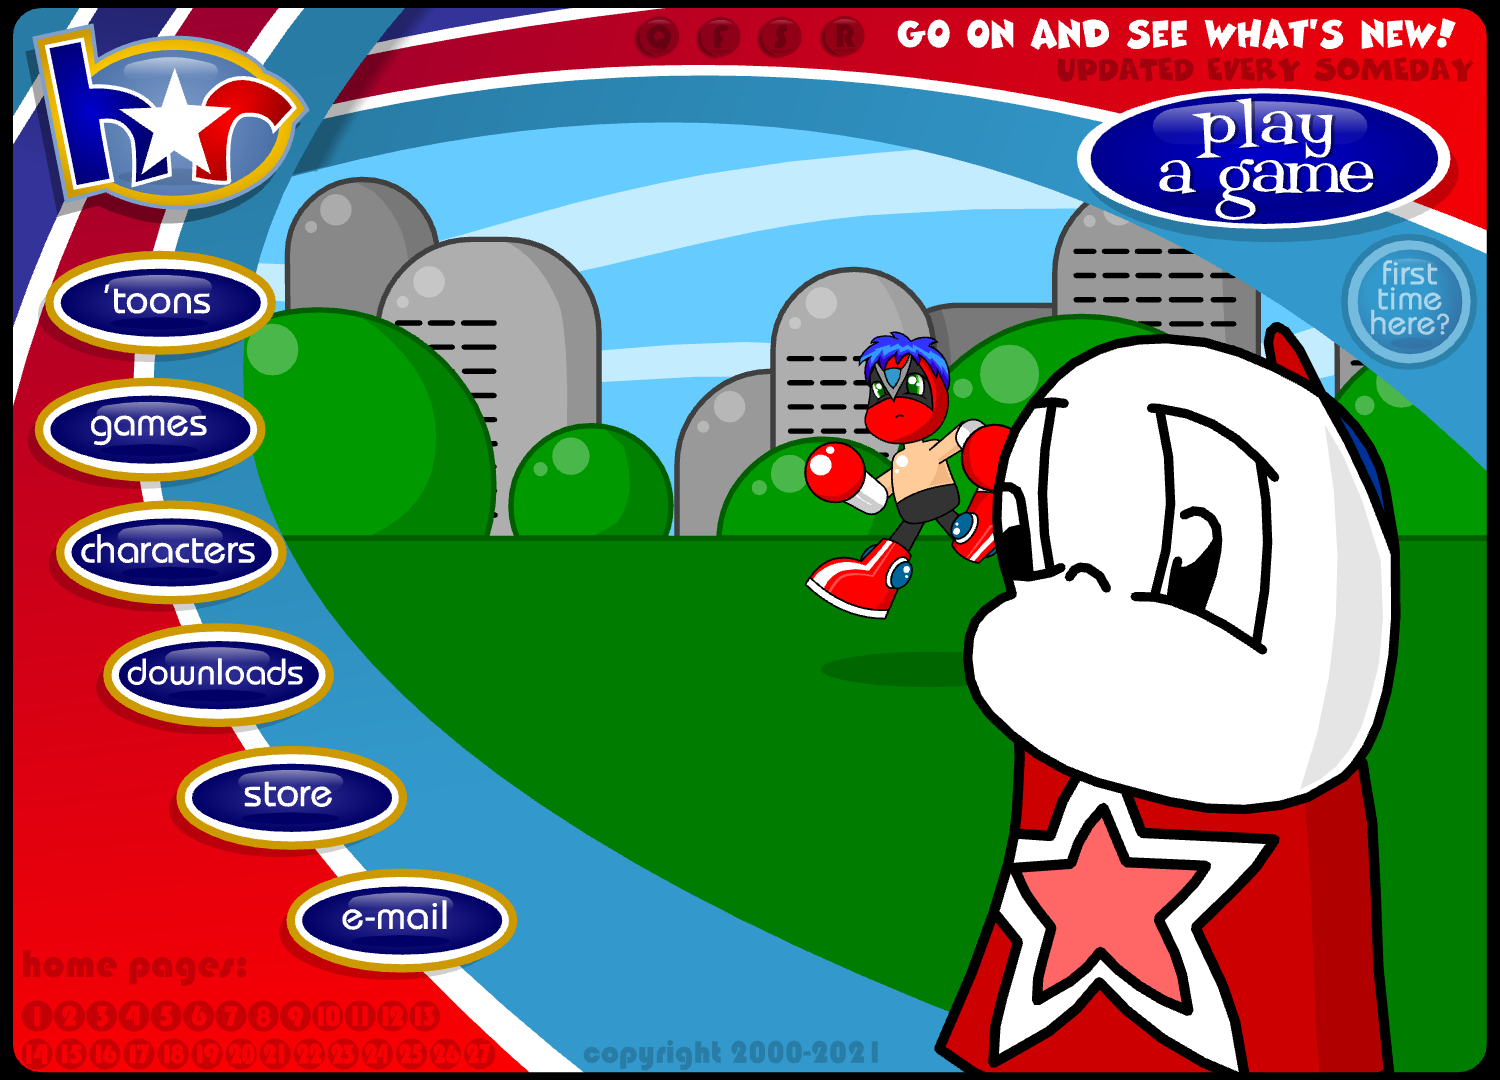 hr
Q F S R
GO ON AND SEE WHAT'S NEW!
UPDATED EVERY SOMEDAY
play
a game
first
time
here?
'toons
games
characters
downloads
store
e-mail
home pages:
1 2 3 4 5 6 7 8 9 10 11 12 13
14 15 16 17 18 19 20 21 22 23 24 25 26 27
copyright 2000-2021